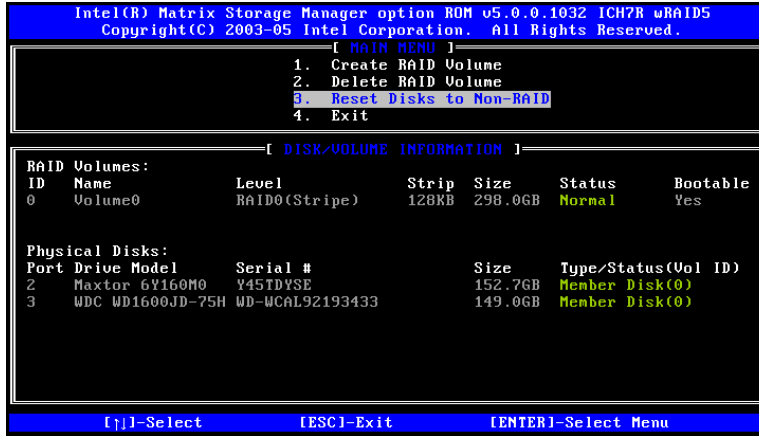 Intel(R) Matrix Storage Manager option ROM v5.0.0.1032 ICH7R wRAID5
Copyright(C) 2003-05 Intel Corporation. All Rights Reserved.
[ MAIN MENU ]
1. Create RAID Volume
2. Delete RAID Volume
3. Reset Disks to Non-RAID
4. Exit
[ DISK/VOLUME INFORMATION ]
RAID Volumes:
ID Name Level Strip Size Status Bootable
0 Volume0 RAID0(Stripe) 128KB 298.0GB Normal Yes
Physical Disks:
Port Drive Model Serial # Size Type/Status(Vol ID)
2 Maxtor 6Y160M0 Y45TDYSE 152.7GB Member Disk(0)
3 WDC WD1600JD-75H WD-WCAL92193433 149.0GB Member Disk(0)
[↑↓]-Select [ESC]-Exit [ENTER]-Select Menu